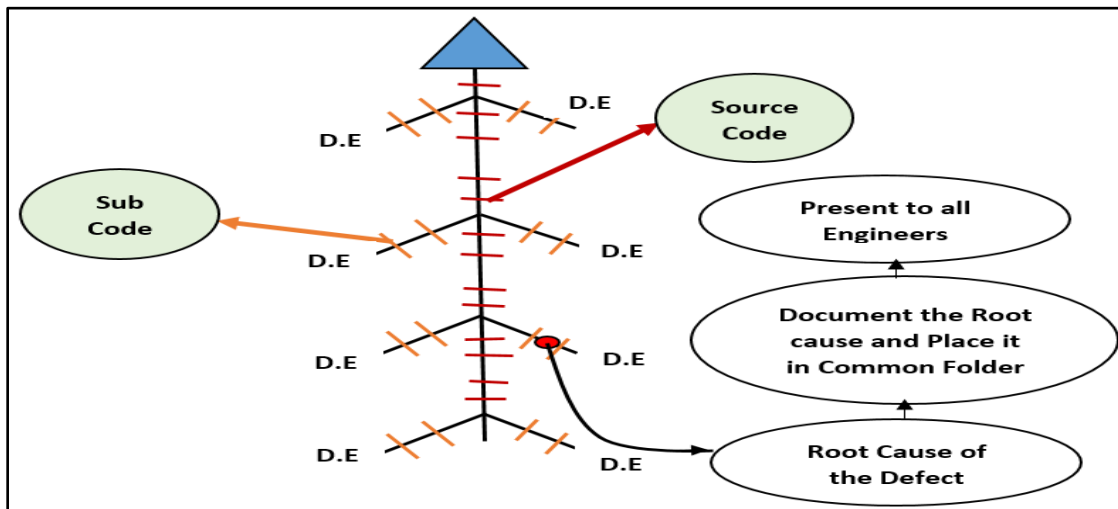 D.E
D.E
Source
Code
Sub
Code
Present to all
Engineers
D.E
D.E
Document the Root
cause and Place it
in Common Folder
D.E
D.E
Root Cause of
the Defect
D.E
D.E